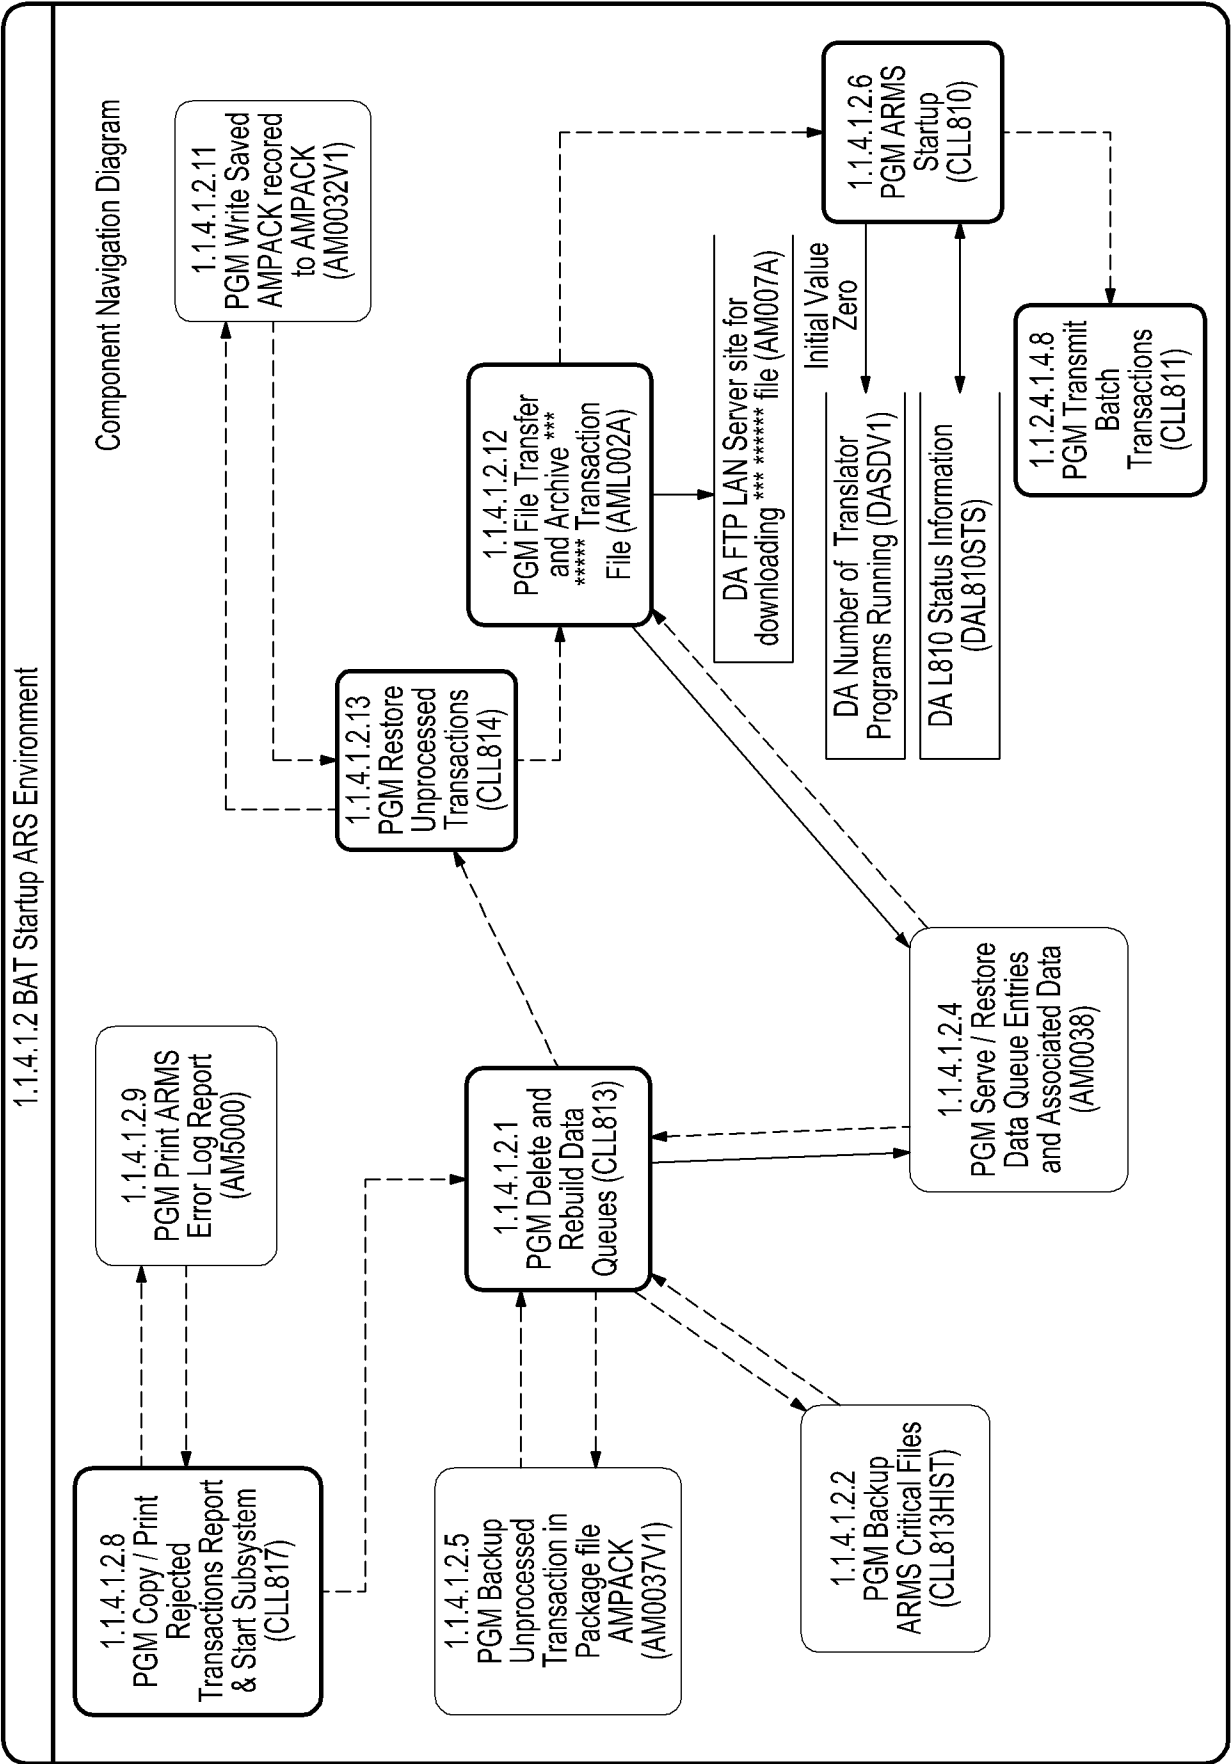 1.1.4.1.2 BAT Startup ARS Environment
Component Navigation Diagram
1.1.4.1.2.8
PGM Copy / Print
Rejected
Transactions Report
& Start Subsystem
(CLL817)
1.1.4.1.2.9
PGM Print ARMS
Error Log Report
(AM5000)
1.1.4.1.2.11
PGM Write Saved
AMPACK recored
to AMPACK
(AM0032V1)
1.1.4.1.2.13
PGM Restore
Unprocessed
Transactions
(CLL814)
1.1.4.1.2.5
PGM Backup
Unprocessed
Transaction in
Package file
AMPACK
(AM0037V1)
1.1.4.1.2.1
PGM Delete and
Rebuild Data
Queues (CLL813)
1.1.4.1.2.12
PGM File Transfer
and Archive ***
***** Transaction
File (AML002A)
DA FTP LAN Server site for
downloading *** ****** file (AM007A)
Initial Value
Zero
1.1.4.1.2.6
PGM ARMS
Startup
(CLL810)
DA Number of Translator
Programs Running (DASDV1)
DA L810 Status Information
(DAL810STS)
1.1.4.1.2.2
PGM Backup
ARMS Critical Files
(CLL813HIST)
1.1.4.1.2.4
PGM Serve / Restore
Data Queue Entries
and Associated Data
(AM0038)
1.1.2.4.1.4.8
PGM Transmit
Batch
Transactions
(CLL811)